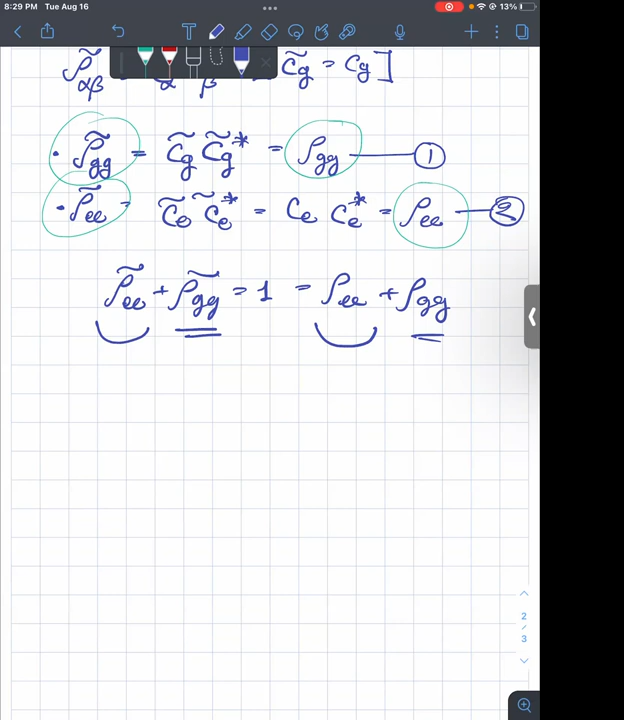 8:29 PM Tue Aug 16
13%
ρ̃αβ α β c̃g = cg]
· ρ̃gg = c̃g c̃g* = ρgg — ①
· ρ̃ee = c̃e c̃e* = ce ce* = ρee — ②
ρ̃ee + ρ̃gg = 1 = ρee + ρgg
2
/
3